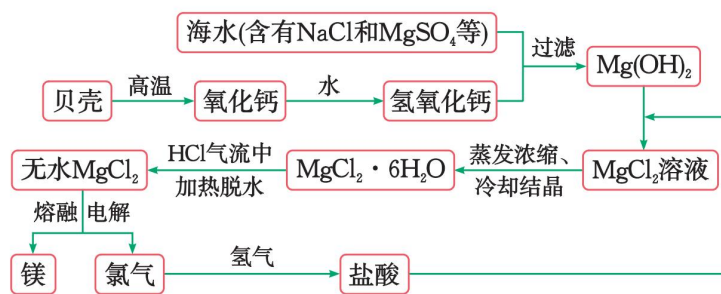 海水(含有NaCl和MgSO₄等)
过滤
Mg(OH)₂
贝壳
高温
氧化钙
水
氢氧化钙
无水MgCl₂
HCl气流中
加热脱水
MgCl₂·6H₂O
蒸发浓缩、
冷却结晶
MgCl₂溶液
熔融 电解
镁
氯气
氢气
盐酸